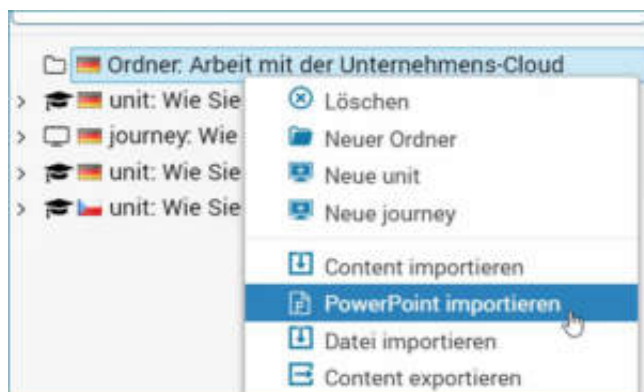 Ordner: Arbeit mit der Unternehmens-Cloud
unit: Wie Sie
journey: Wie
unit: Wie Sie
unit: Wie Sie
Löschen
Neuer Ordner
Neue unit
Neue journey
Content importieren
PowerPoint importieren
Datei importieren
Content exportieren